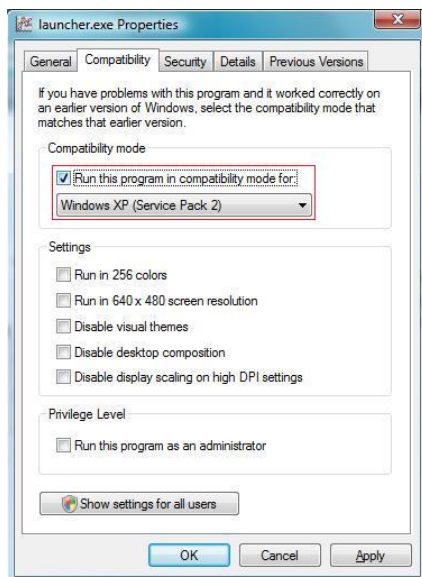 launcher.exe Properties
General Compatibility Security Details Previous Versions
If you have problems with this program and it worked correctly on
an earlier version of Windows, select the compatibility mode that
matches that earlier version.
Compatibility mode
Run this program in compatibility mode for:
Windows XP (Service Pack 2)
Settings
Run in 256 colors
Run in 640 x 480 screen resolution
Disable visual themes
Disable desktop composition
Disable display scaling on high DPI settings
Privilege Level
Run this program as an administrator
Show settings for all users
OK Cancel Apply